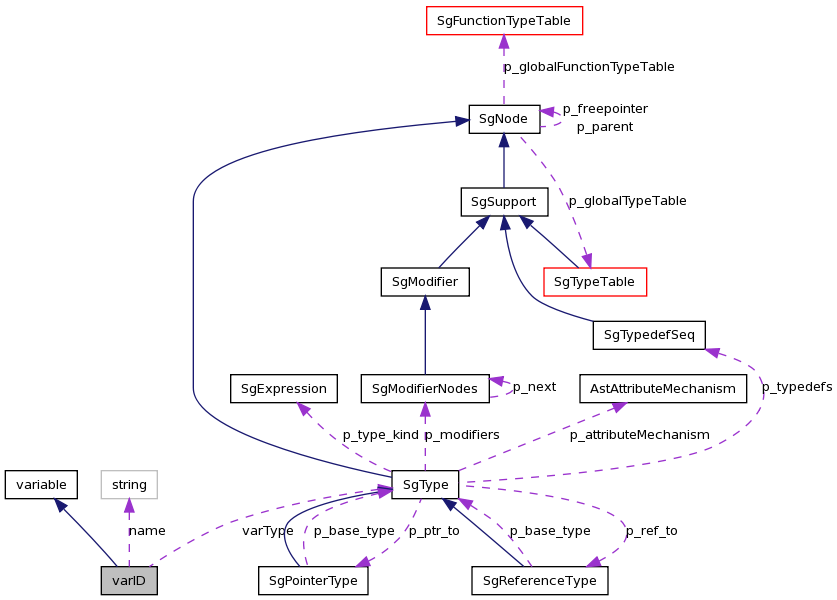 SgFunctionTypeTable
p_globalFunctionTypeTable
SgNode
p_freepointer
p_parent
SgSupport
p_globalTypeTable
SgModifier
SgTypeTable
SgTypedefSeq
SgExpression
SgModifierNodes
p_next
AstAttributeMechanism
p_typedefs
p_type_kind
p_modifiers
p_attributeMechanism
variable
string
SgType
name
varType
p_base_type
p_ptr_to
p_base_type
p_ref_to
varID
SgPointerType
SgReferenceType